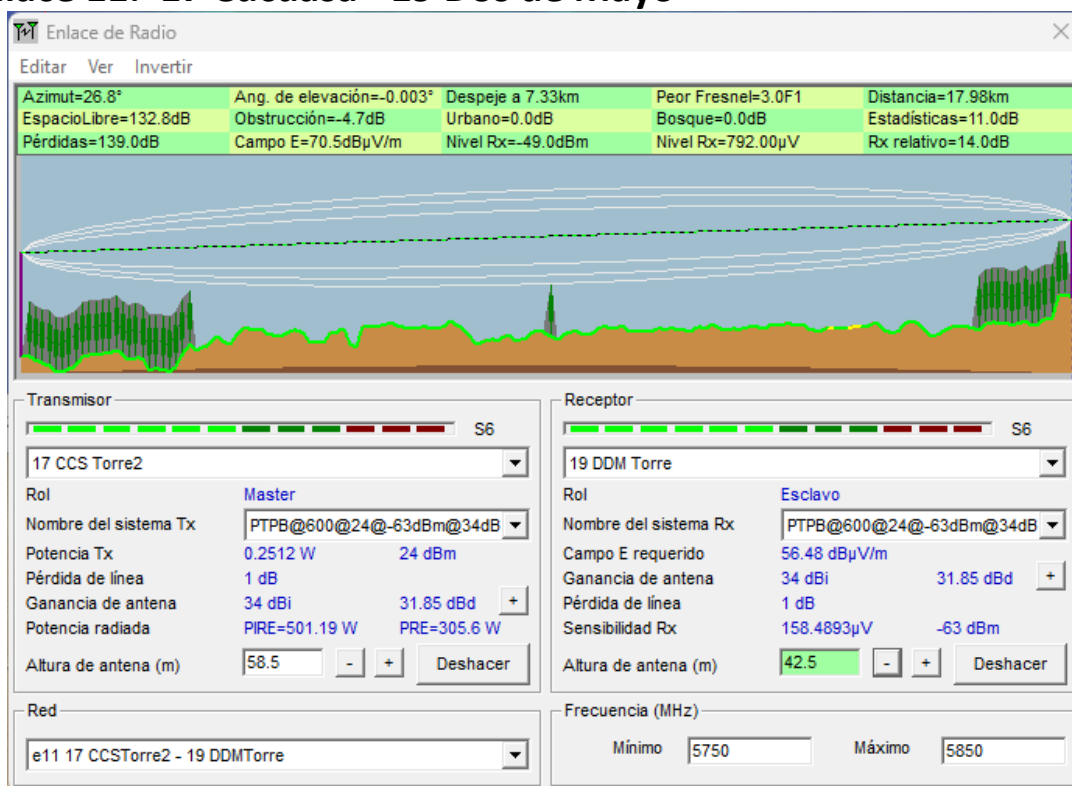 Enlace de Radio
Editar Ver Invertir
Azimut=26.8° Ang. de elevación=-0.003° Despeje a 7.33km Peor Fresnel=3.0F1 Distancia=17.98km
EspacioLibre=132.8dB Obstrucción=-4.7dB Urbano=0.0dB Bosque=0.0dB Estadísticas=11.0dB
Pérdidas=139.0dB Campo E=70.5dBµV/m Nivel Rx=-49.0dBm Nivel Rx=792.00µV Rx relativo=14.0dB
Transmisor
S6
17 CCS Torre2
Rol Master
Nombre del sistema Tx PTPB@600@24@-63dBm@34dB
Potencia Tx 0.2512 W 24 dBm
Pérdida de línea 1 dB
Ganancia de antena 34 dBi 31.85 dBd +
Potencia radiada PIRE=501.19 W PRE=305.6 W
Altura de antena (m) 58.5 - + Deshacer
Receptor
S6
19 DDM Torre
Rol Esclavo
Nombre del sistema Rx PTPB@600@24@-63dBm@34dB
Campo E requerido 56.48 dBµV/m
Ganancia de antena 34 dBi 31.85 dBd +
Pérdida de línea 1 dB
Sensibilidad Rx 158.4893µV -63 dBm
Altura de antena (m) 42.5 - + Deshacer
Red
e11 17 CCSTorre2 - 19 DDMTorre
Frecuencia (MHz)
Mínimo 5750 Máximo 5850